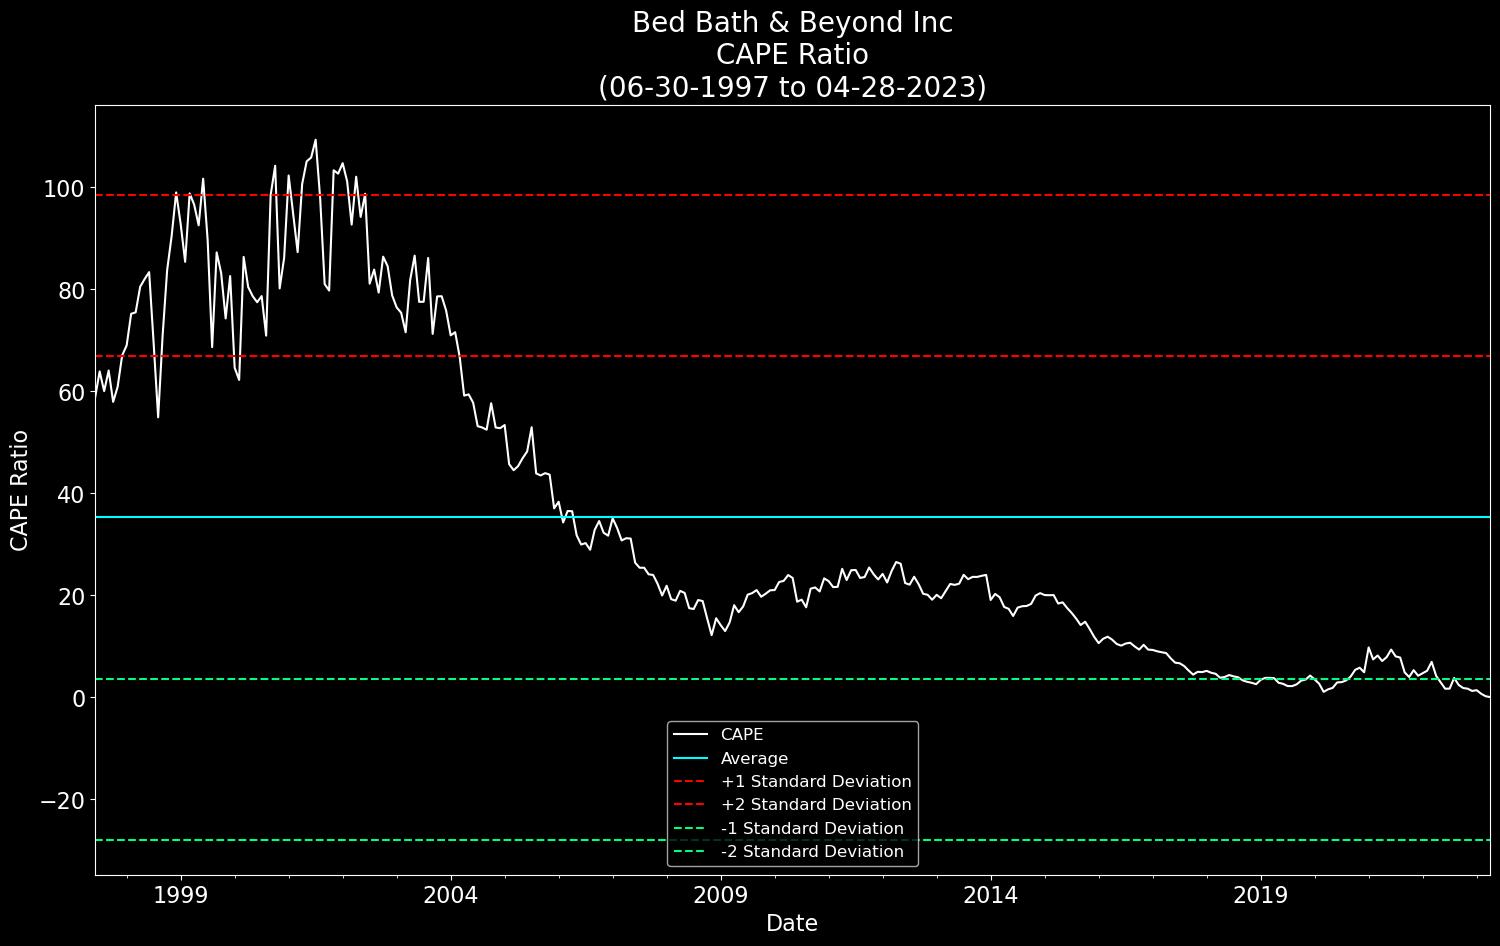 Bed Bath & Beyond Inc
CAPE Ratio
(06-30-1997 to 04-28-2023)
CAPE Ratio
100
80
60
40
20
0
−20
CAPE
Average
+1 Standard Deviation
+2 Standard Deviation
-1 Standard Deviation
-2 Standard Deviation
1999
2004
2009
2014
2019
Date